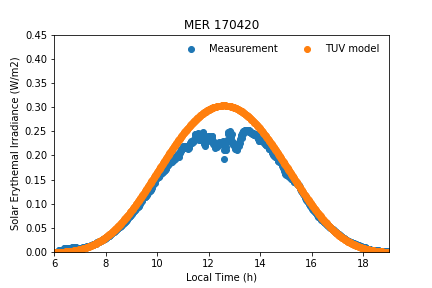 MER 170420
Measurement
TUV model
Solar Erythemal Irradiance (W/m2)
0.45
0.40
0.35
0.30
0.25
0.20
0.15
0.10
0.05
0.00
6 8 10 12 14 16 18
Local Time (h)